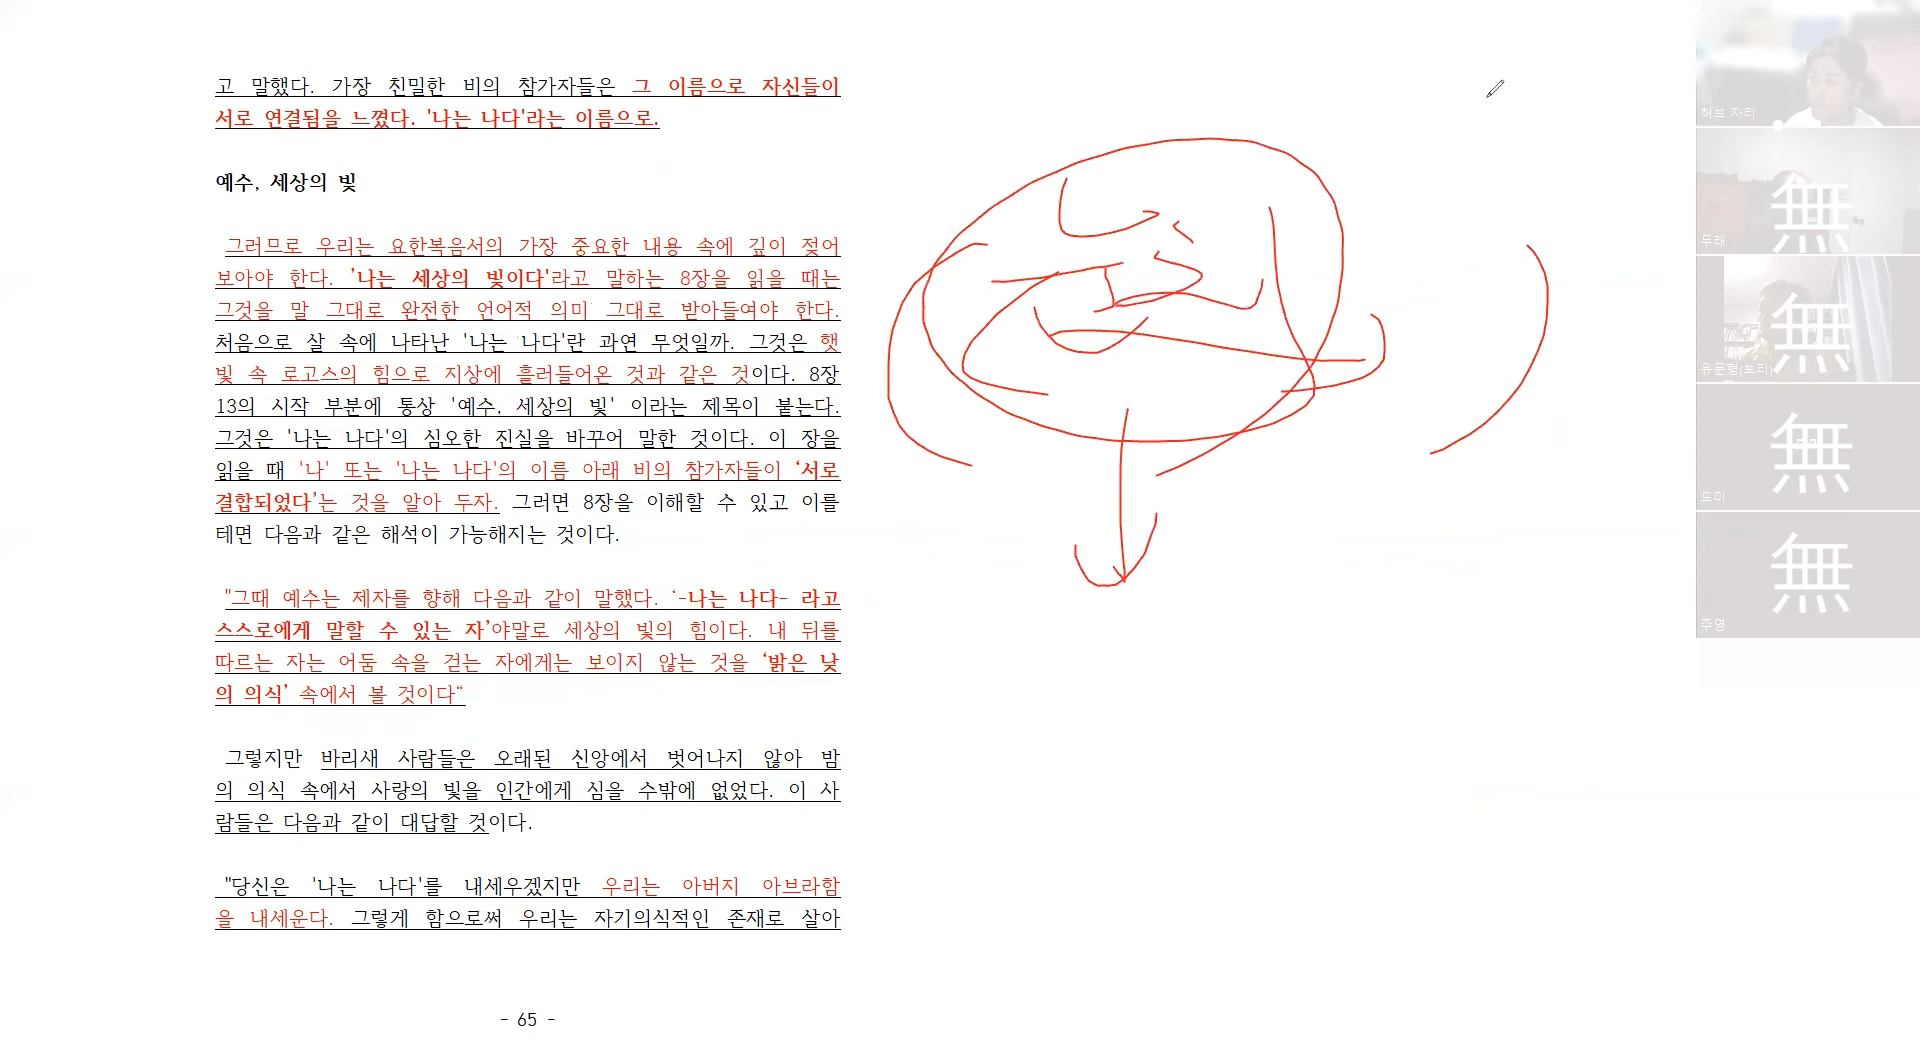 고 말했다. 가장 친밀한 비의 참가자들은 그 이름으로 자신들이
서로 연결됨을 느꼈다. '나는 나다'라는 이름으로.
예수, 세상의 빛
그러므로 우리는 요한복음서의 가장 중요한 내용 속에 깊이 젖어
보아야 한다. '나는 세상의 빛이다'라고 말하는 8장을 읽을 때는
그것을 말 그대로 완전한 언어적 의미 그대로 받아들여야 한다.
처음으로 살 속에 나타난 '나는 나다'란 과연 무엇일까. 그것은 햇
빛 속 로고스의 힘으로 지상에 흘러들어온 것과 같은 것이다. 8장
13의 시작 부분에 통상 '예수, 세상의 빛' 이라는 제목이 붙는다.
그것은 '나는 나다'의 심오한 진실을 바꾸어 말한 것이다. 이 장을
읽을 때 '나' 또는 '나는 나다'의 이름 아래 비의 참가자들이 ‘서로
결합되었다’는 것을 알아 두자. 그러면 8장을 이해할 수 있고 이를
테면 다음과 같은 해석이 가능해지는 것이다.
"그때 예수는 제자를 향해 다음과 같이 말했다. ‘-나는 나다- 라고
스스로에게 말할 수 있는 자’야말로 세상의 빛의 힘이다. 내 뒤를
따르는 자는 어둠 속을 걷는 자에게는 보이지 않는 것을 ‘밝은 낮
의 의식’ 속에서 볼 것이다“
그렇지만 바리새 사람들은 오래된 신앙에서 벗어나지 않아 밤
의 의식 속에서 사랑의 빛을 인간에게 심을 수밖에 없었다. 이 사
람들은 다음과 같이 대답할 것이다.
"당신은 '나는 나다'를 내세우겠지만 우리는 아버지 아브라함
을 내세운다. 그렇게 함으로써 우리는 자기의식적인 존재로 살아
- 65 -
허브 자리
無
무래
無
유문형(보리)
無
도미
無
주영